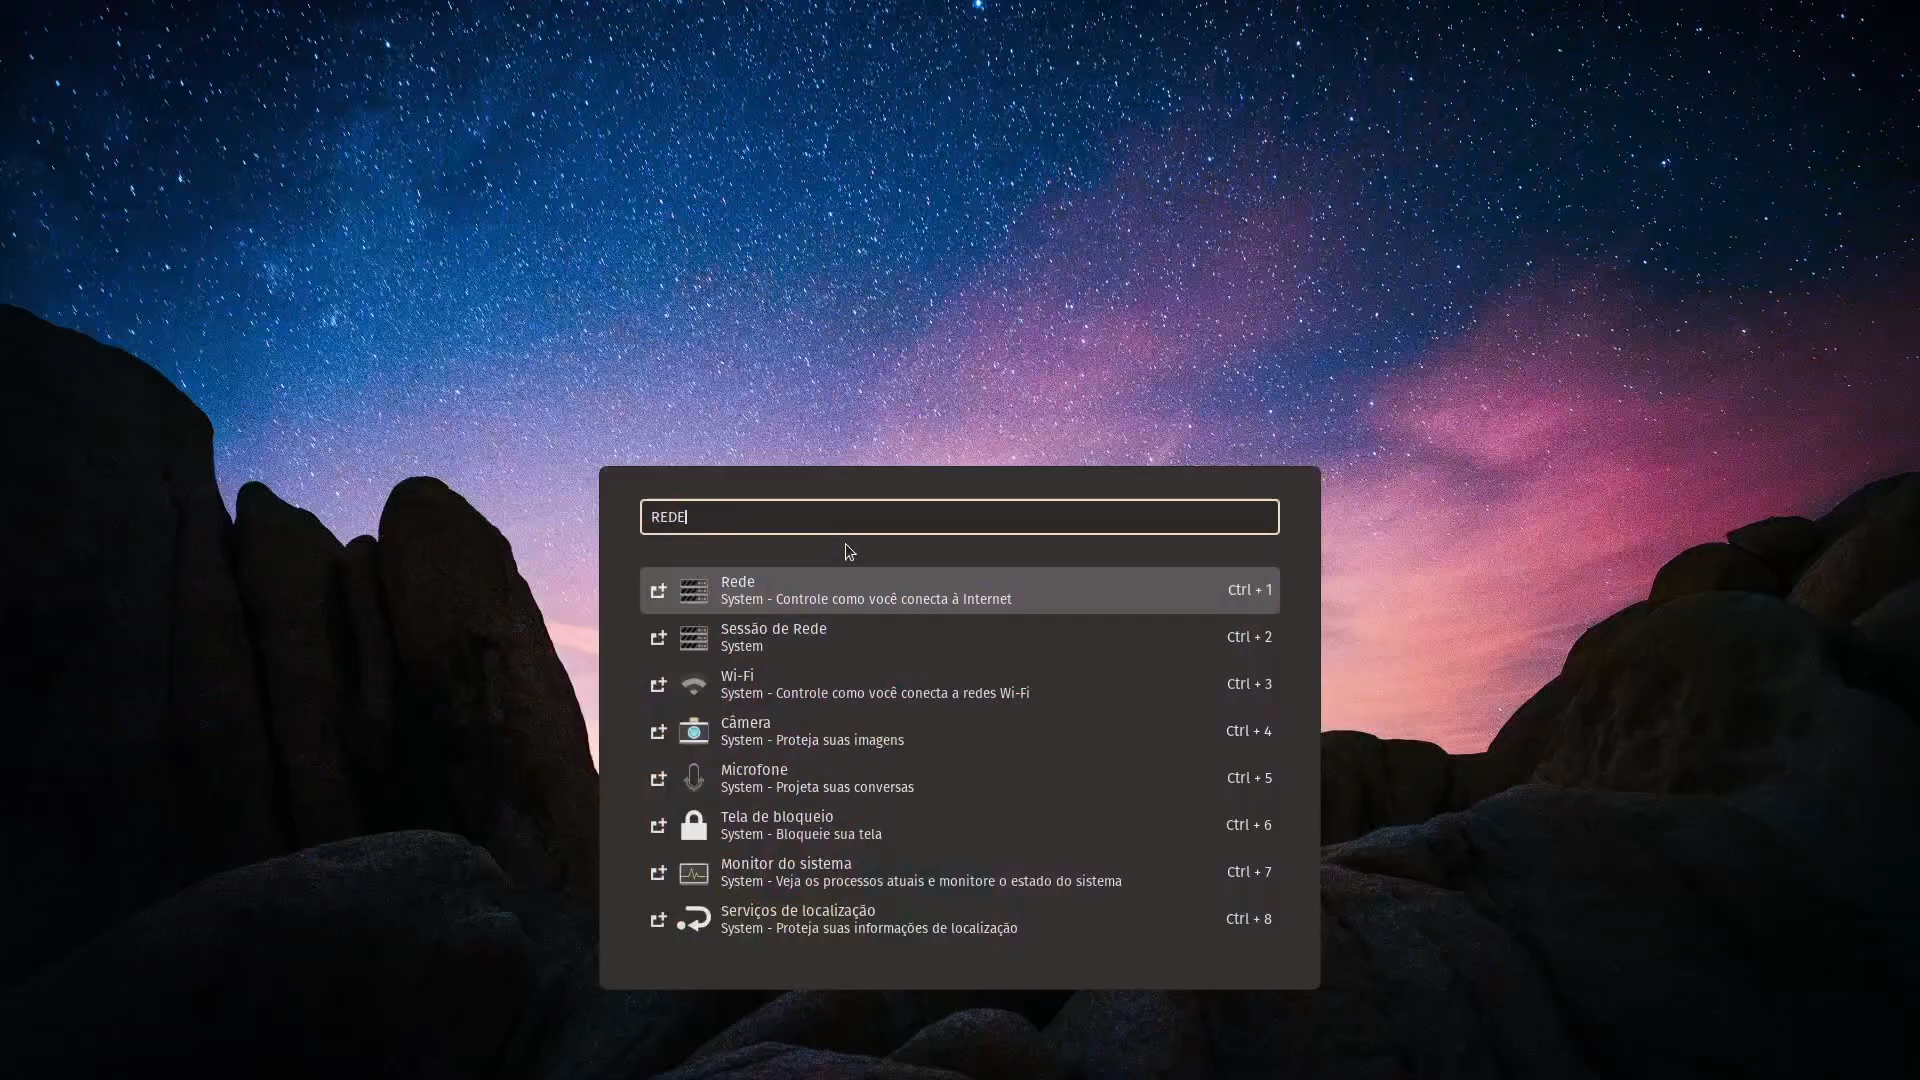 REDE
Rede
System - Controle como você conecta à Internet
Ctrl + 1
Sessão de Rede
System
Ctrl + 2
Wi-Fi
System - Controle como você conecta a redes Wi-Fi
Ctrl + 3
Câmera
System - Proteja suas imagens
Ctrl + 4
Microfone
System - Projeta suas conversas
Ctrl + 5
Tela de bloqueio
System - Bloqueie sua tela
Ctrl + 6
Monitor do sistema
System - Veja os processos atuais e monitore o estado do sistema
Ctrl + 7
Serviços de localização
System - Proteja suas informações de localização
Ctrl + 8